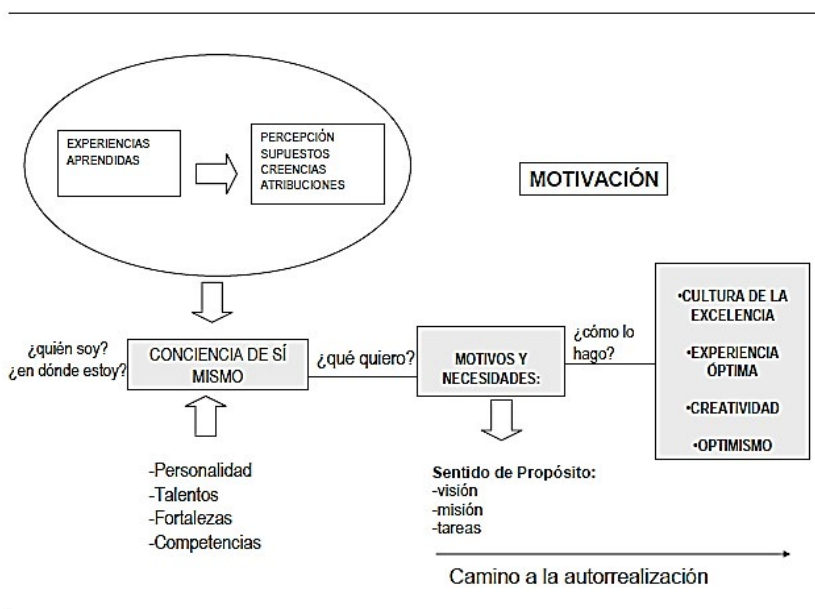 EXPERIENCIAS
APRENDIDAS
PERCEPCIÓN
SUPUESTOS
CREENCIAS
ATRIBUCIONES
MOTIVACIÓN
¿quién soy?
¿en dónde estoy?
CONCIENCIA DE SÍ
MISMO
¿qué quiero?
MOTIVOS Y
NECESIDADES:
¿cómo lo
hago?
•CULTURA DE LA
EXCELENCIA
•EXPERIENCIA
ÓPTIMA
•CREATIVIDAD
•OPTIMISMO
-Personalidad
-Talentos
-Fortalezas
-Competencias
Sentido de Propósito:
-visión
-misión
-tareas
Camino a la autorrealización